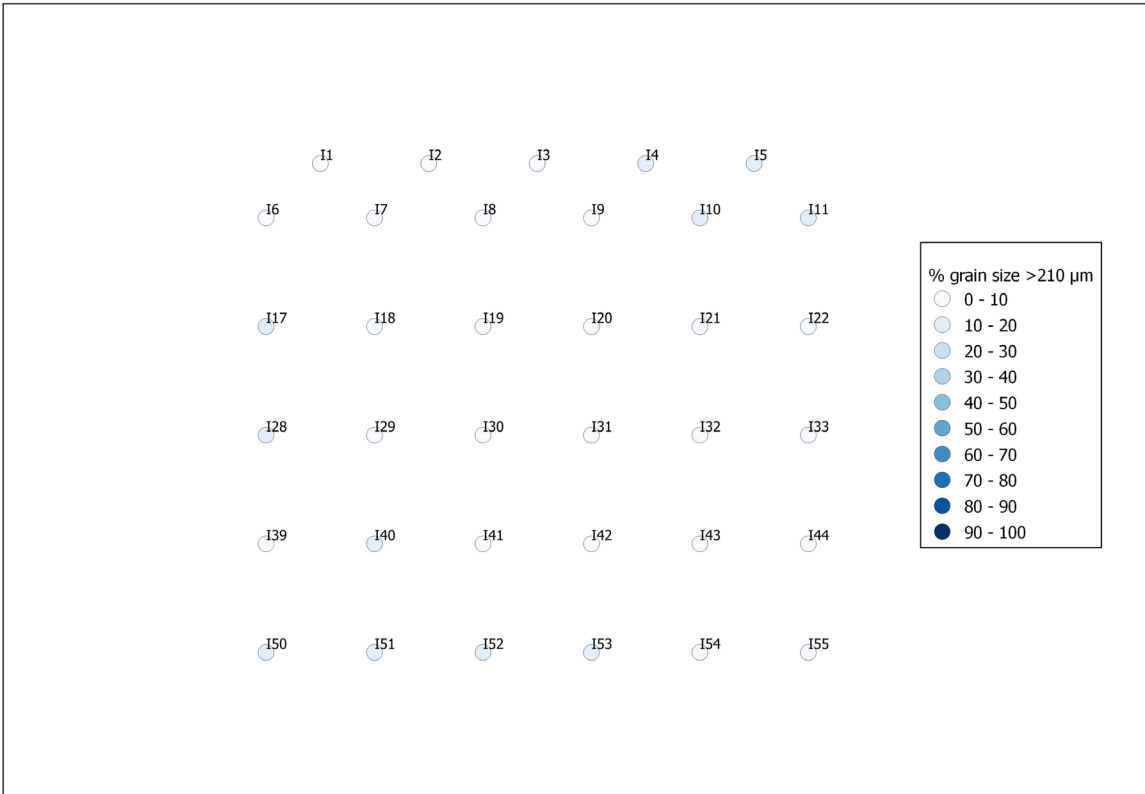 I1 I2 I3 I4 I5
I6 I7 I8 I9 I10 I11
I17 I18 I19 I20 I21 I22
I28 I29 I30 I31 I32 I33
I39 I40 I41 I42 I43 I44
I50 I51 I52 I53 I54 I55
% grain size >210 µm
0 - 10
10 - 20
20 - 30
30 - 40
40 - 50
50 - 60
60 - 70
70 - 80
80 - 90
90 - 100